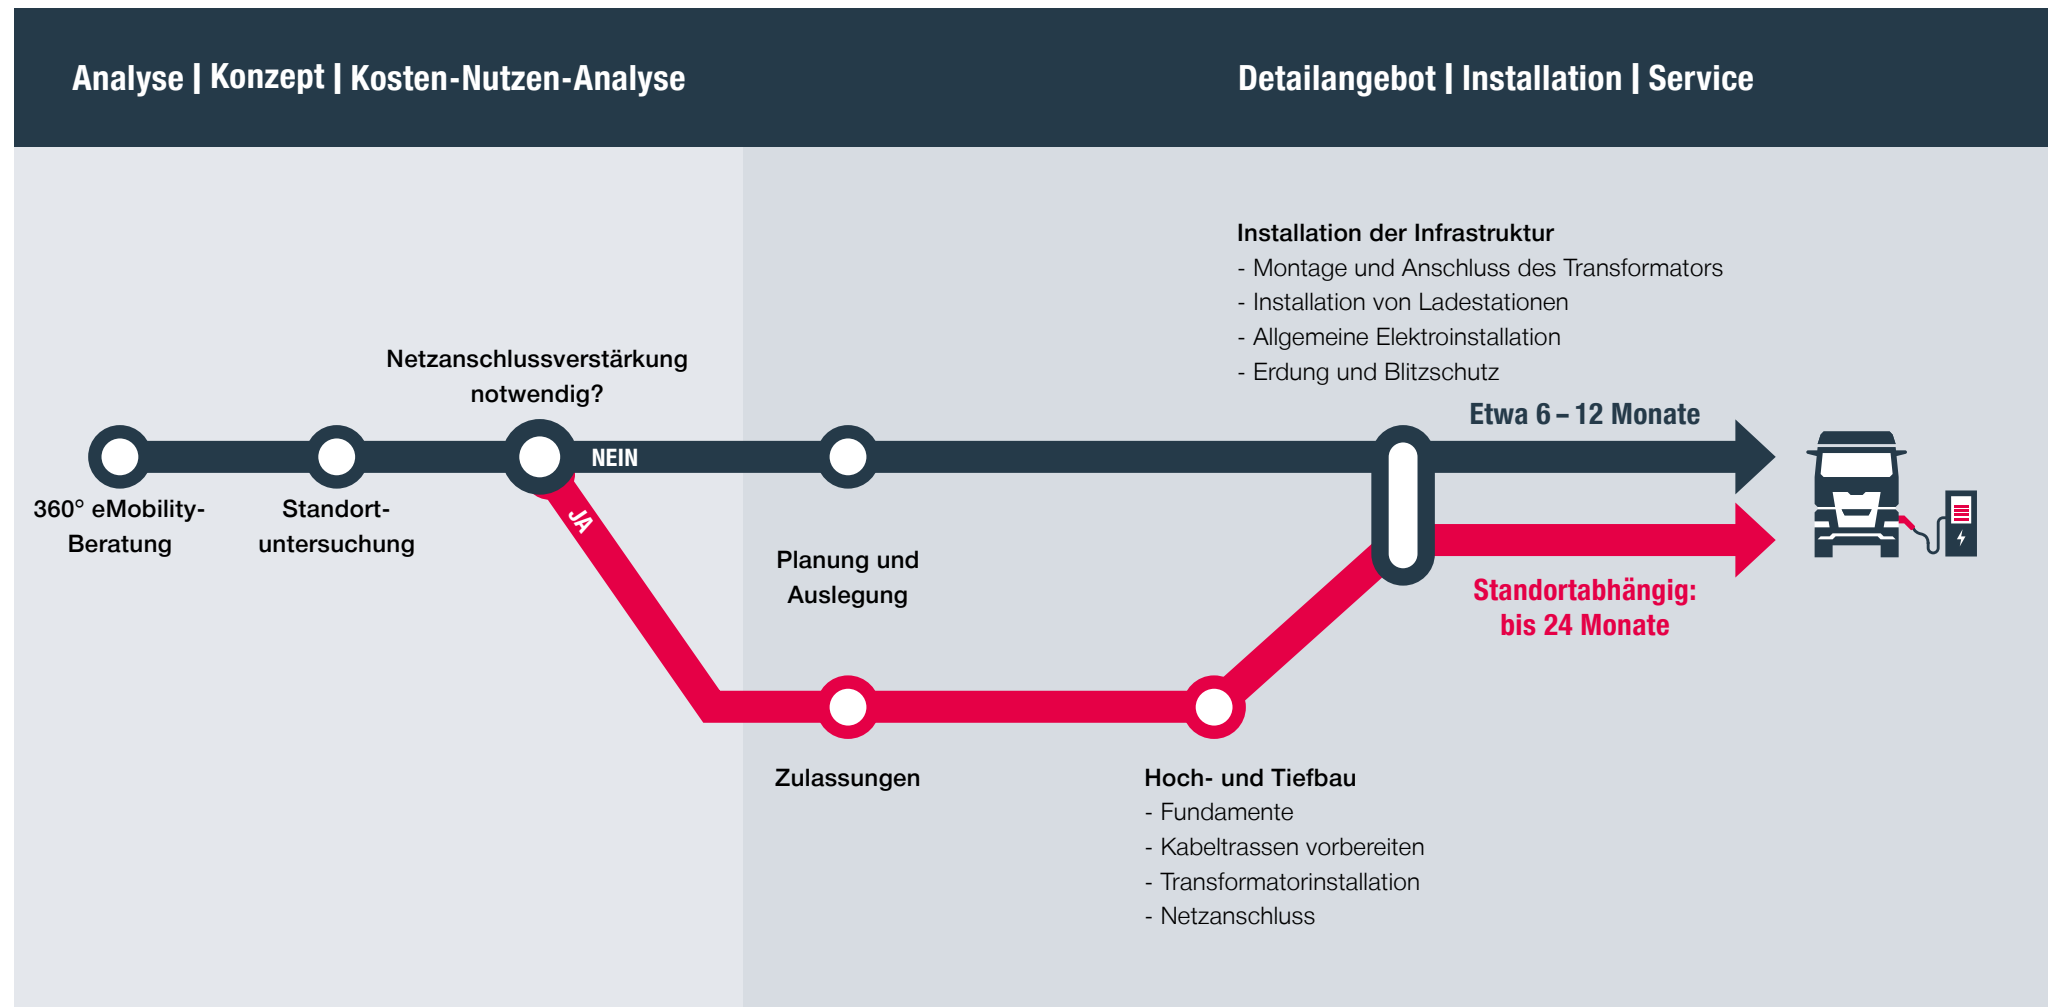 Analyse | Konzept | Kosten-Nutzen-Analyse
Detailangebot | Installation | Service
Installation der Infrastruktur
- Montage und Anschluss des Transformators
- Installation von Ladestationen
- Allgemeine Elektroinstallation
- Erdung und Blitzschutz
Netzanschlussverstärkung
notwendig?
Etwa 6 – 12 Monate
NEIN
JA
360° eMobility-
Beratung
Standort-
untersuchung
Planung und
Auslegung
Standortabhängig:
bis 24 Monate
Zulassungen
Hoch- und Tiefbau
- Fundamente
- Kabeltrassen vorbereiten
- Transformatorinstallation
- Netzanschluss